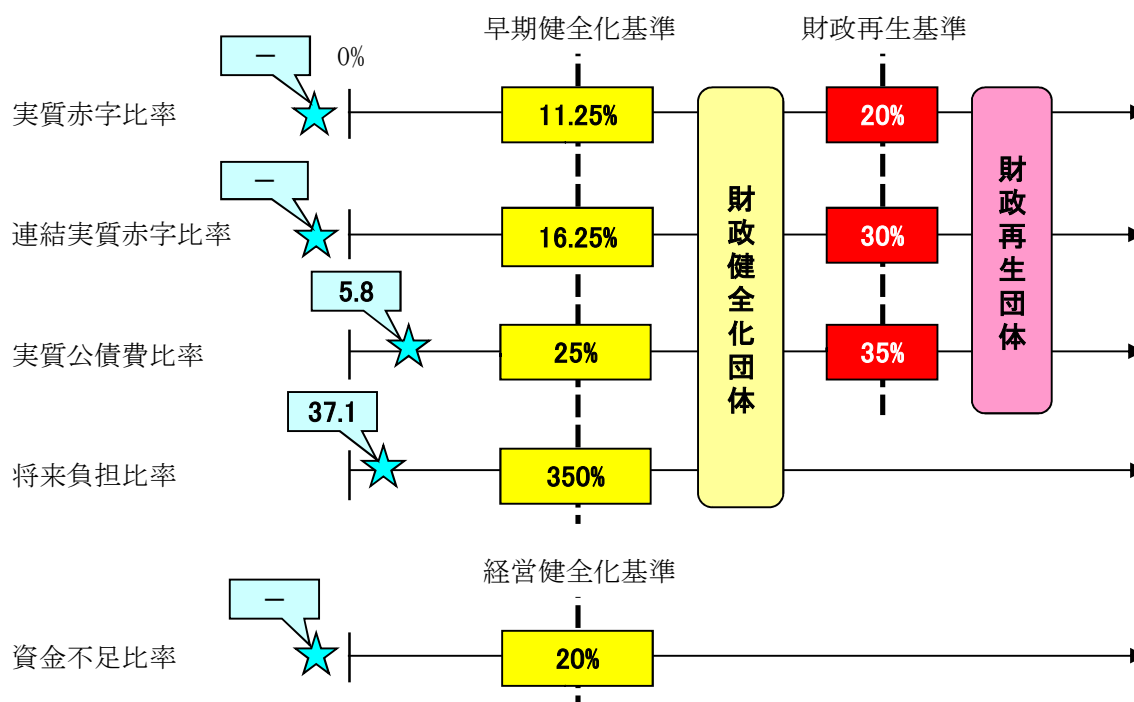 早期健全化基準
財政再生基準
－
0%
実質赤字比率
11.25%
20%
－
連結実質赤字比率
16.25%
30%
財政健全化団体
財政再生団体
5.8
実質公債費比率
25%
35%
37.1
将来負担比率
350%
経営健全化基準
－
資金不足比率
20%